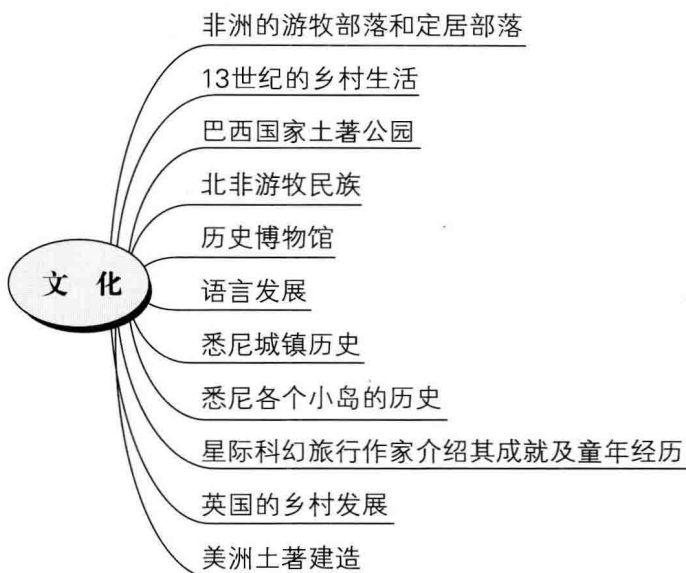 非洲的游牧部落和定居部落
13世纪的乡村生活
巴西国家土著公园
北非游牧民族
历史博物馆
文 化
语言发展
悉尼城镇历史
悉尼各个小岛的历史
星际科幻旅行作家介绍其成就及童年经历
英国的乡村发展
美洲土著建造